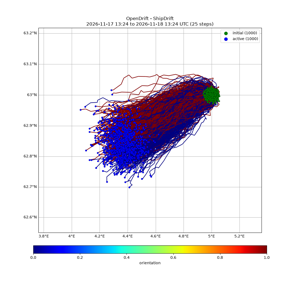 OpenDrift - ShipDrift
2026-11-17 13:24 to 2026-11-18 13:24 UTC (25 steps)
initial (1000)
active (1000)
63.2°N
63.1°N
63°N
62.9°N
62.8°N
62.7°N
62.6°N
3.8°E
4°E
4.2°E
4.4°E
4.6°E
4.8°E
5°E
5.2°E
0.0
0.2
0.4
0.6
0.8
1.0
orientation